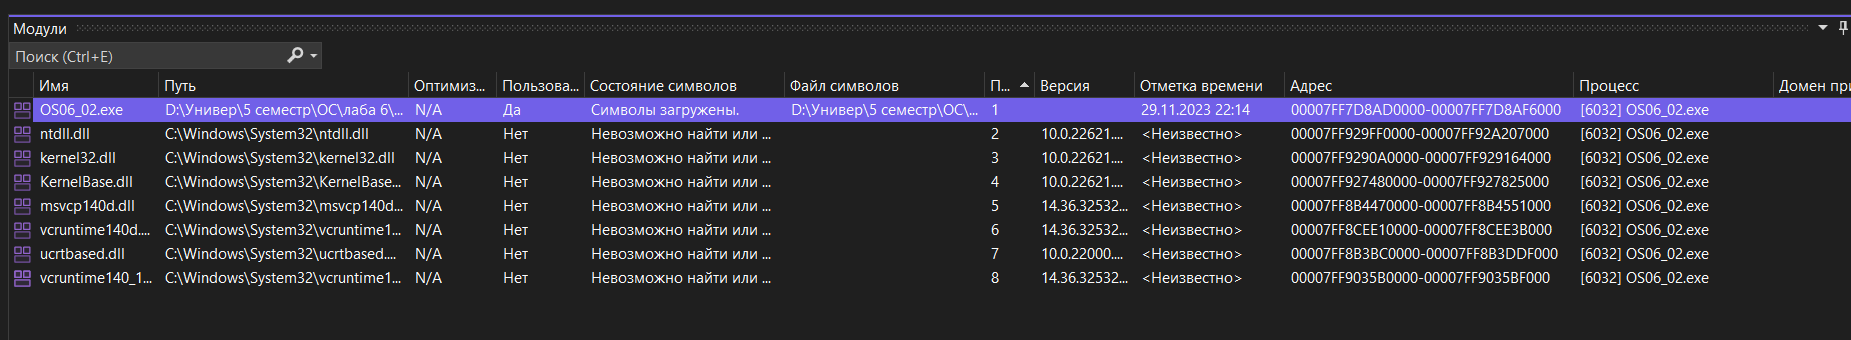 Модули
Поиск (Ctrl+E)
Имя Путь Оптимиз... Пользова... Состояние символов Файл символов П... Версия Отметка времени Адрес Процесс Домен при
OS06_02.exe D:\Универ\5 семестр\ОС\лаба 6\... N/A Да Символы загружены. D:\Универ\5 семестр\ОС\... 1 29.11.2023 22:14 00007FF7D8AD0000-00007FF7D8AF6000 [6032] OS06_02.exe
ntdll.dll C:\Windows\System32\ntdll.dll N/A Нет Невозможно найти или ... 2 10.0.22621.... <Неизвестно> 00007FF929FF0000-00007FF92A207000 [6032] OS06_02.exe
kernel32.dll C:\Windows\System32\kernel32.dll N/A Нет Невозможно найти или ... 3 10.0.22621.... <Неизвестно> 00007FF9290A0000-00007FF929164000 [6032] OS06_02.exe
KernelBase.dll C:\Windows\System32\KernelBase... N/A Нет Невозможно найти или ... 4 10.0.22621.... <Неизвестно> 00007FF927480000-00007FF927825000 [6032] OS06_02.exe
msvcp140d.dll C:\Windows\System32\msvcp140d... N/A Нет Невозможно найти или ... 5 14.36.32532... <Неизвестно> 00007FF8B4470000-00007FF8B4551000 [6032] OS06_02.exe
vcruntime140d.... C:\Windows\System32\vcruntime1... N/A Нет Невозможно найти или ... 6 14.36.32532... <Неизвестно> 00007FF8CEE10000-00007FF8CEE3B000 [6032] OS06_02.exe
ucrtbased.dll C:\Windows\System32\ucrtbased.... N/A Нет Невозможно найти или ... 7 10.0.22000.... <Неизвестно> 00007FF8B3BC0000-00007FF8B3DDF000 [6032] OS06_02.exe
vcruntime140_1... C:\Windows\System32\vcruntime1... N/A Нет Невозможно найти или ... 8 14.36.32532... <Неизвестно> 00007FF9035B0000-00007FF9035BF000 [6032] OS06_02.exe